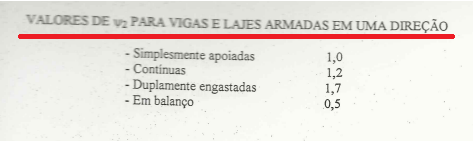 VALORES DE ψ2 PARA VIGAS E LAJES ARMADAS EM UMA DIREÇÃO
- Simplesmente apoiadas 1,0
- Contínuas 1,2
- Duplamente engastadas 1,7
- Em balanço 0,5